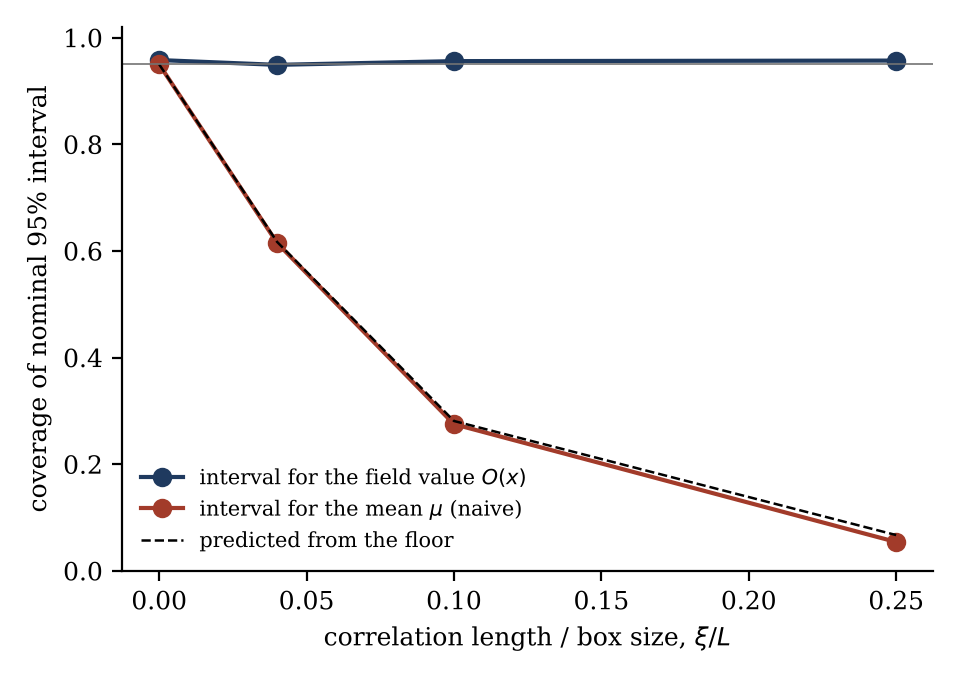 coverage of nominal 95% interval
1.0
0.8
0.6
0.4
0.2
0.0
interval for the field value O(x)
interval for the mean μ (naive)
predicted from the floor
0.00 0.05 0.10 0.15 0.20 0.25
correlation length / box size, ξ/L